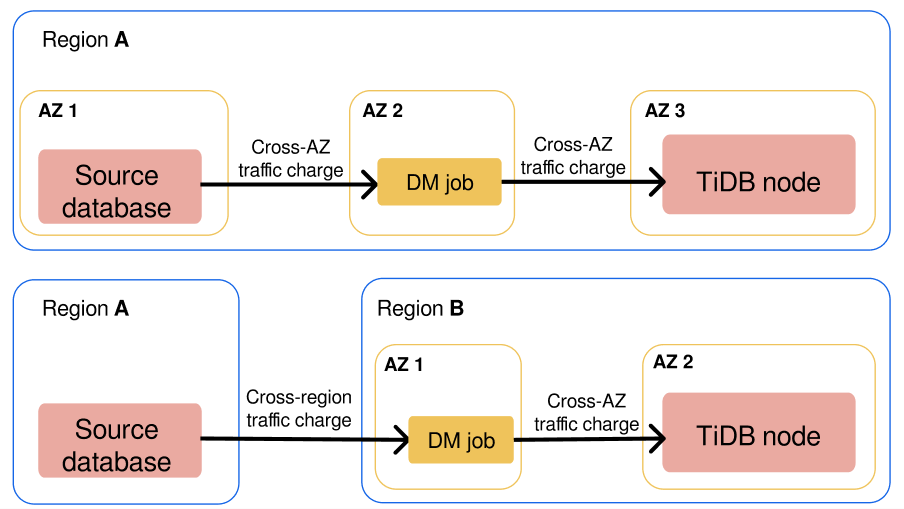 Region A
AZ 1
AZ 2
AZ 3
Cross-AZ
traffic charge
Cross-AZ
traffic charge
Source
database
DM job
TiDB node
Region A
Region B
AZ 1
AZ 2
Cross-region
traffic charge
Cross-AZ
traffic charge
Source
database
DM job
TiDB node